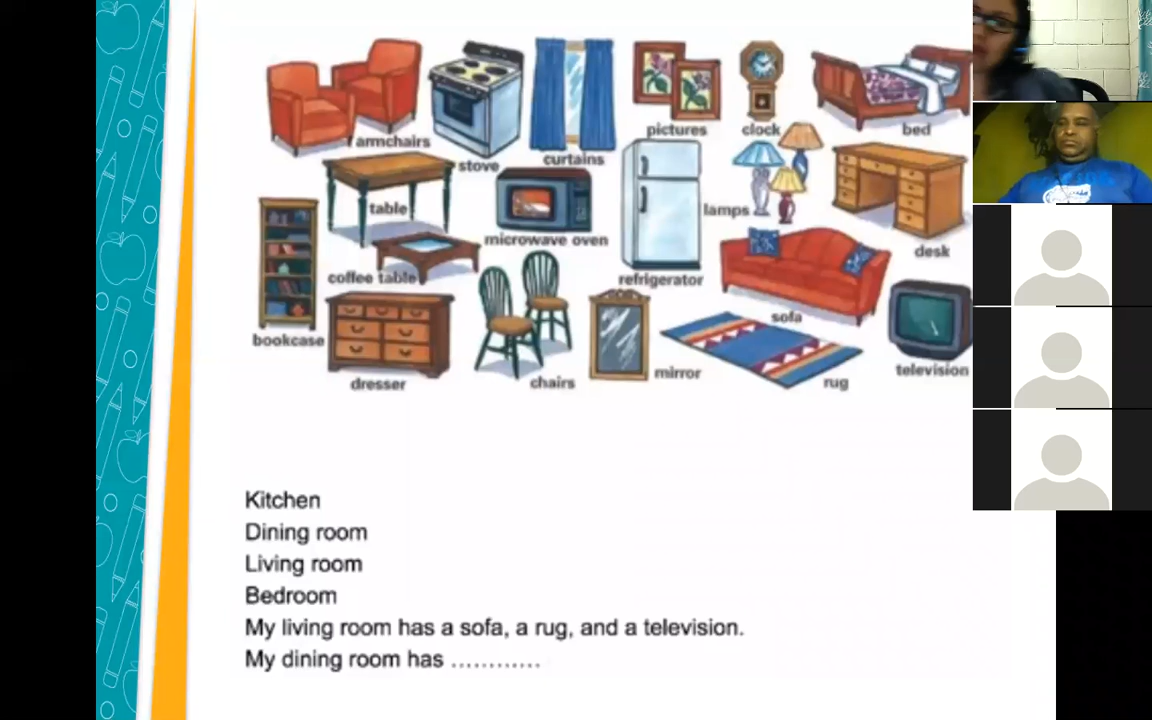 armchairs
stove
curtains
pictures
clock
bed
table
microwave oven
lamps
desk
coffee table
refrigerator
sofa
bookcase
dresser
chairs
mirror
rug
television
Kitchen
Dining room
Living room
Bedroom
My living room has a sofa, a rug, and a television.
My dining room has ............